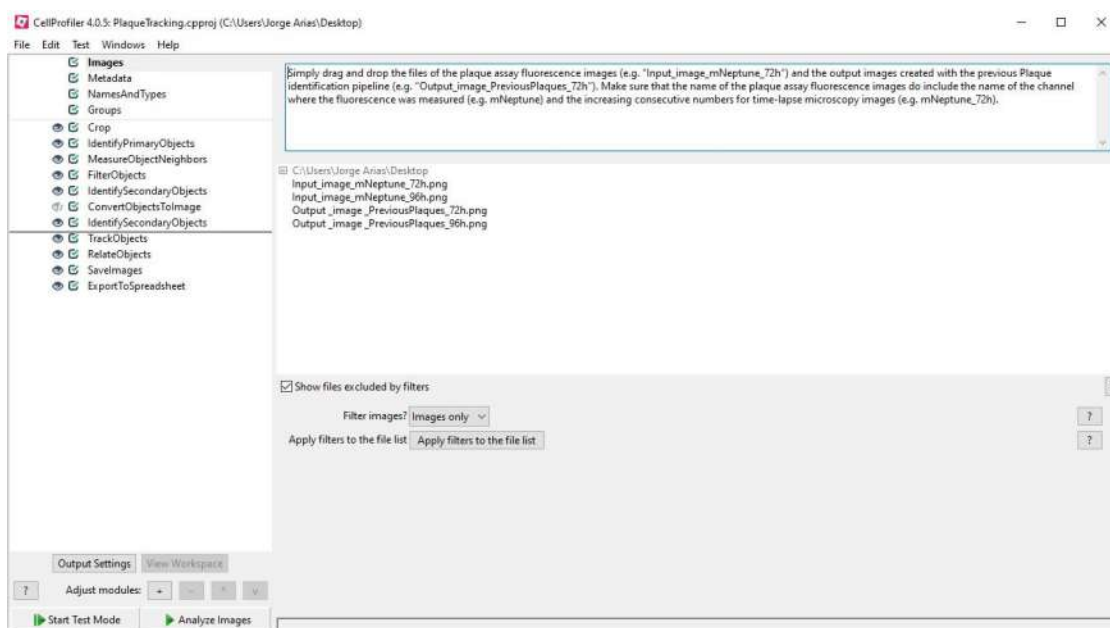 CellProfiler 4.0.5: PlaqueTracking.cpproj (C:\Users\Jorge Arias\Desktop)
File Edit Test Windows Help
Images
Metadata
NamesAndTypes
Groups
Crop
IdentifyPrimaryObjects
MeasureObjectNeighbors
FilterObjects
IdentifySecondaryObjects
ConvertObjectsToImage
IdentifySecondaryObjects
TrackObjects
RelateObjects
SaveImages
ExportToSpreadsheet
Output Settings View Workspace
? Adjust modules: + - ^ v
Start Test Mode Analyze Images
Simply drag and drop the files of the plaque assay fluorescence images (e.g. "Input_image_mNeptune_72h") and the output images created with the previous Plaque
identification pipeline (e.g. "Output_image_PreviousPlaques_72h"). Make sure that the name of the plaque assay fluorescence images do include the name of the channel
where the fluorescence was measured (e.g. mNeptune) and the increasing consecutive numbers for time-lapse microscopy images (e.g. mNeptune_72h).
C:\Users\Jorge Arias\Desktop
Input_image_mNeptune_72h.png
Input_image_mNeptune_96h.png
Output _image _PreviousPlaques_72h.png
Output _image _PreviousPlaques_96h.png
Show files excluded by filters
Filter images? Images only ?
Apply filters to the file list Apply filters to the file list ?